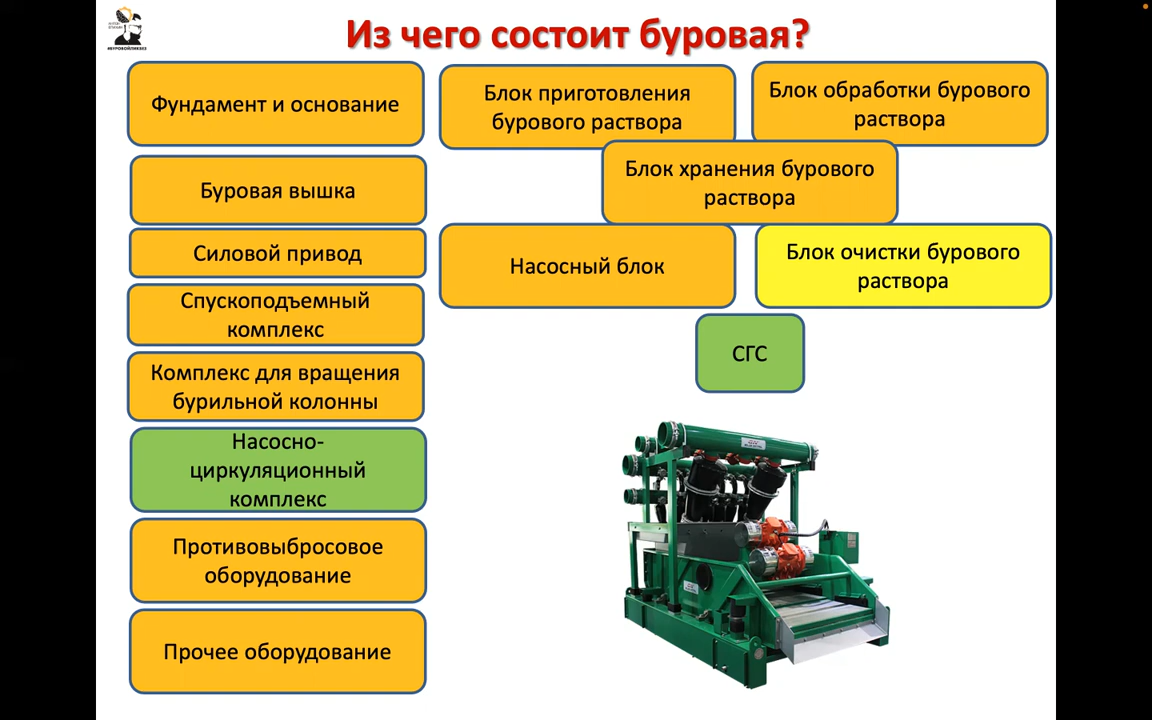 Из чего состоит буровая?
#БУРОВОЙЛИКБЕЗ
Фундамент и основание
Буровая вышка
Силовой привод
Спускоподъемный
комплекс
Комплекс для вращения
бурильной колонны
Насосно-
циркуляционный
комплекс
Противовыбросовое
оборудование
Прочее оборудование
Блок приготовления
бурового раствора
Блок обработки бурового
раствора
Блок хранения бурового
раствора
Насосный блок
Блок очистки бурового
раствора
СГС